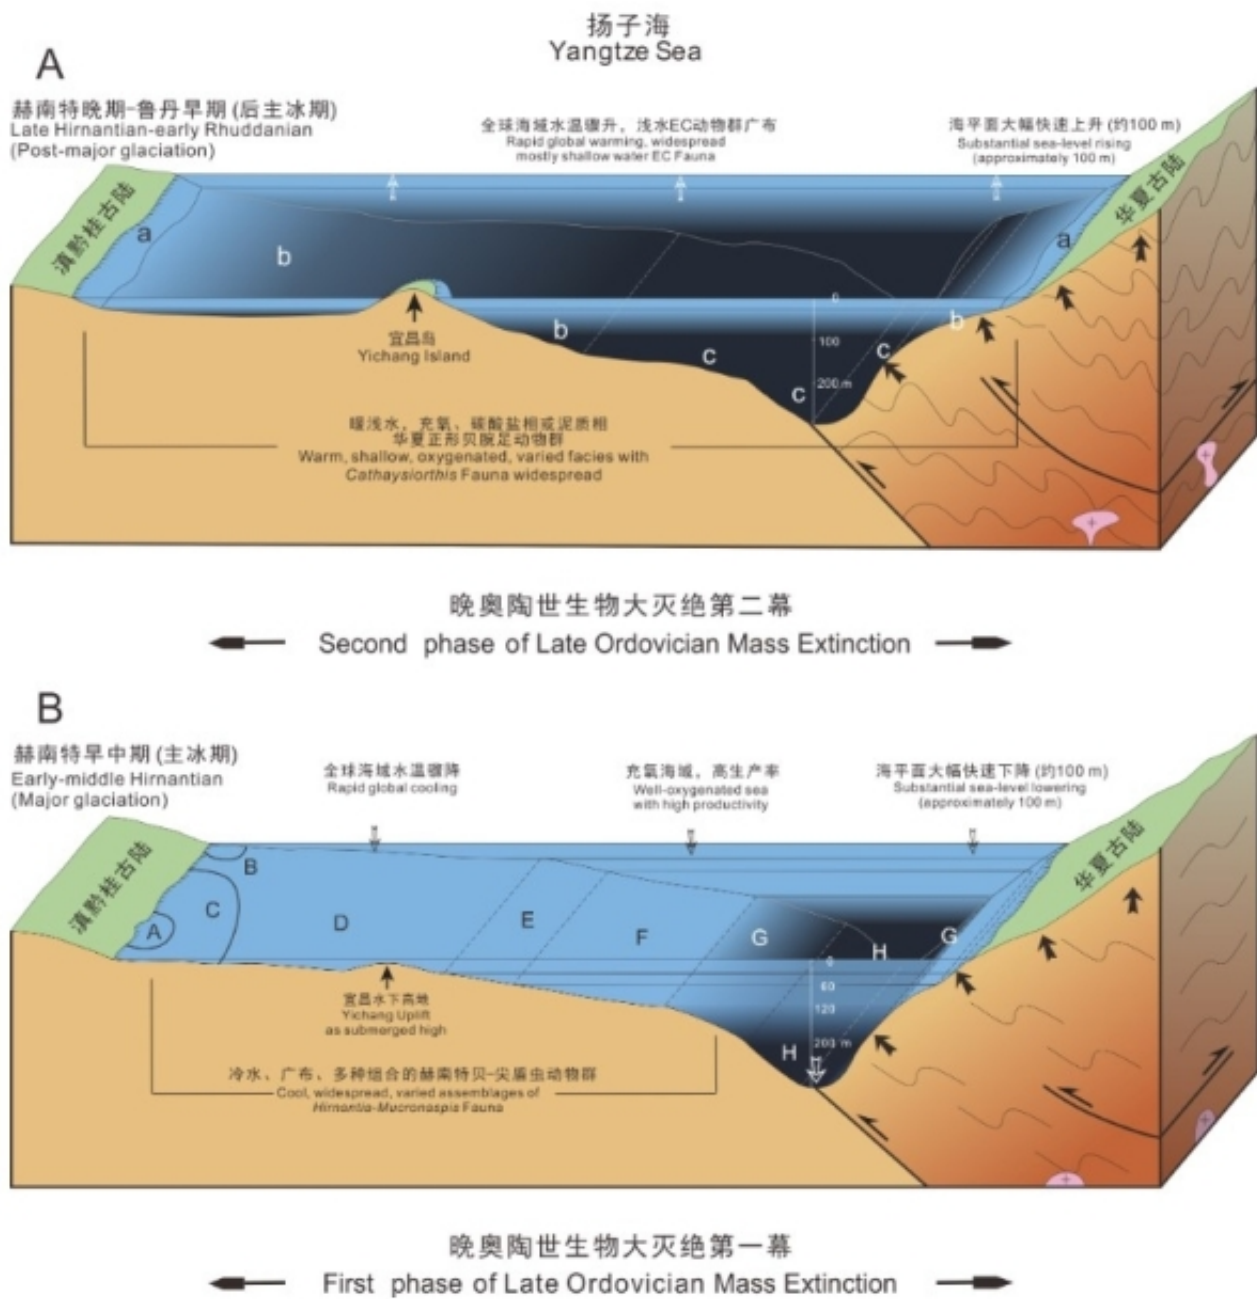 扬子海
Yangtze Sea
A
赫南特晚期-鲁丹早期 (后主冰期)
Late Hirnantian-early Rhuddanian
(Post-major glaciation)
全球海域水温骤升，浅水EC动物群广布
Rapid global warming, widespread
mostly shallow water EC Fauna
海平面大幅快速上升 (约100 m)
Substantial sea-level rising
(approximately 100 m)
滇黔桂古陆
华夏古陆
a
a
b
0
b
b
100
c
c
c
200 m
宜昌岛
Yichang Island
暖浅水，充氧、碳酸盐相或泥质相
华夏正形贝腕足动物群
Warm, shallow, oxygenated, varied facies with
Cathaysiorthis Fauna widespread
+
+
晚奥陶世生物大灭绝第二幕
Second phase of Late Ordovician Mass Extinction
B
赫南特早中期 (主冰期)
Early-middle Hirnantian
(Major glaciation)
全球海域水温骤降
Rapid global cooling
充氧海域，高生产率
Well-oxygenated sea
with high productivity
海平面大幅快速下降 (约100 m)
Substantial sea-level lowering
(approximately 100 m)
滇黔桂古陆
华夏古陆
B
C
A
D
E
F
G
H
G
0
60
120
200 m
H
宜昌水下高地
Yichang Uplift
as submerged high
冷水、广布、多种组合的赫南特贝-尖盾虫动物群
Cool, widespread, varied assemblages of
Hirnantia-Mucronaspis Fauna
+
+
晚奥陶世生物大灭绝第一幕
First phase of Late Ordovician Mass Extinction